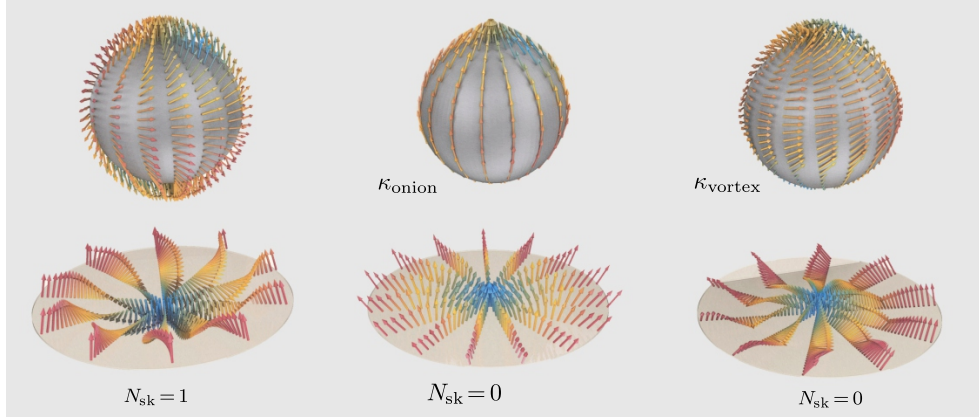 κ_onion
κ_vortex
N_sk = 1
N_sk = 0
N_sk = 0